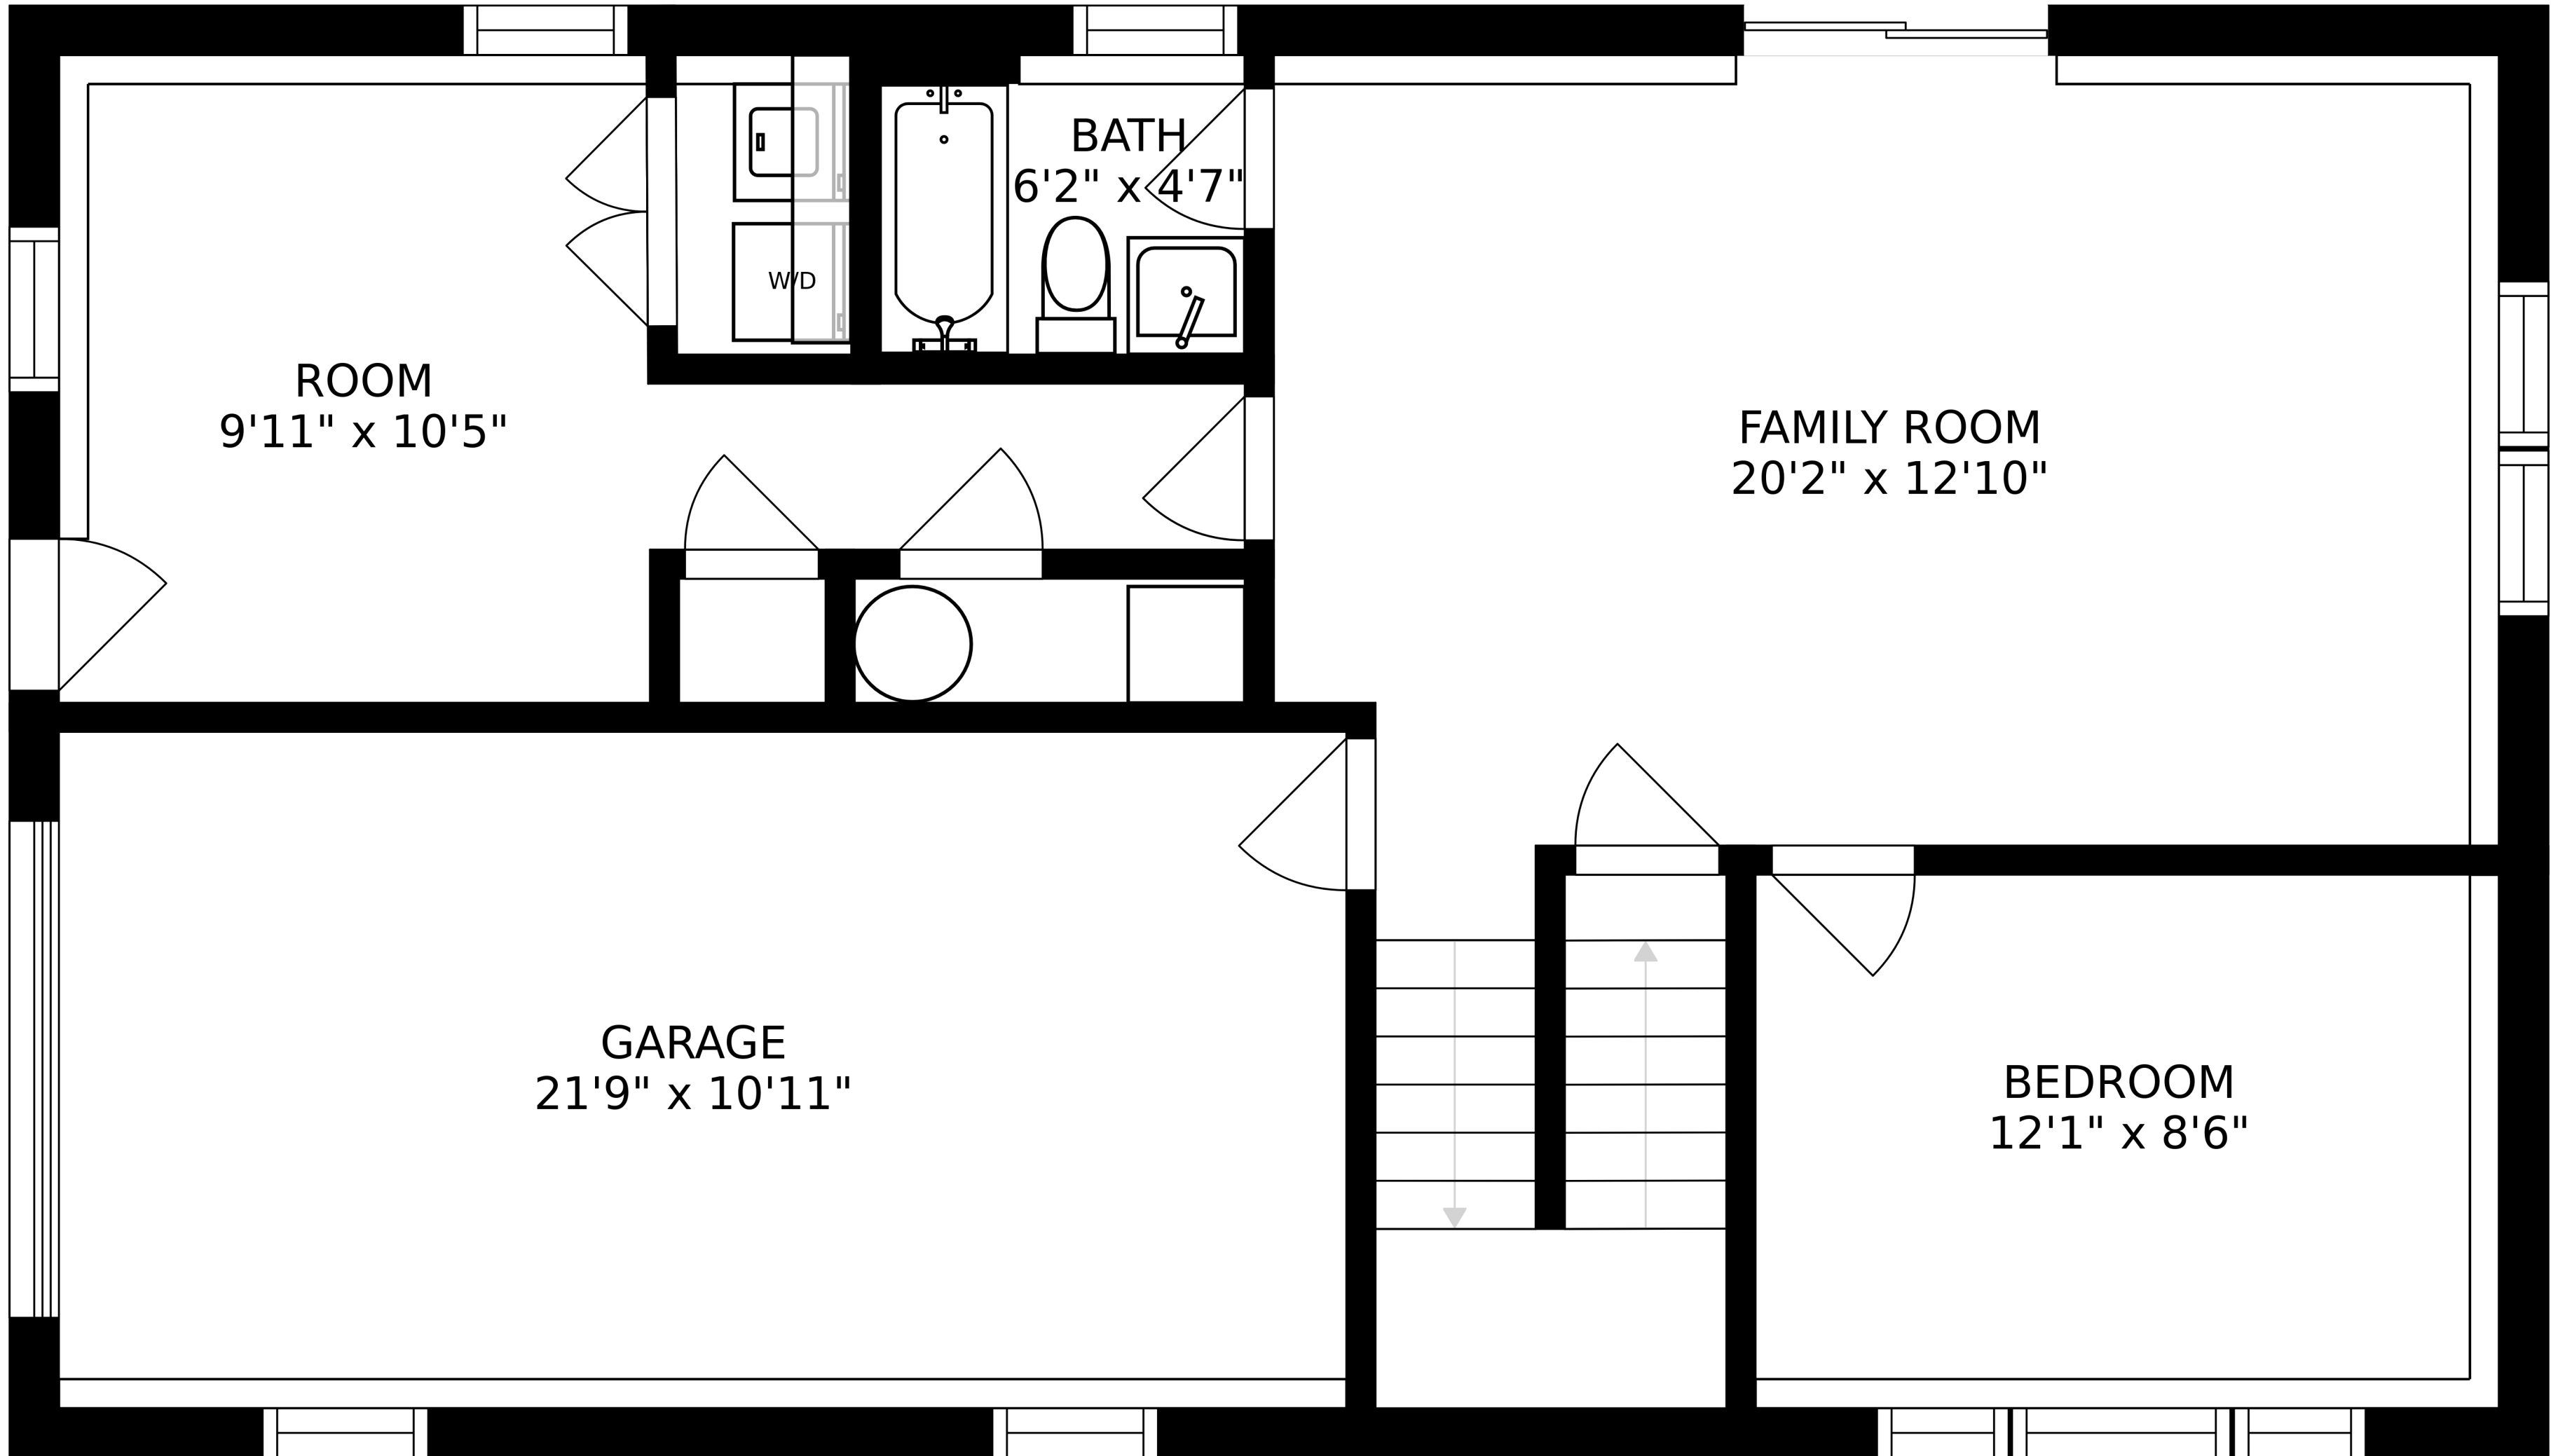 BATH
6'2" x 4'7"
W/D
ROOM
9'11" x 10'5"
FAMILY ROOM
20'2" x 12'10"
GARAGE
21'9" x 10'11"
BEDROOM
12'1" x 8'6"